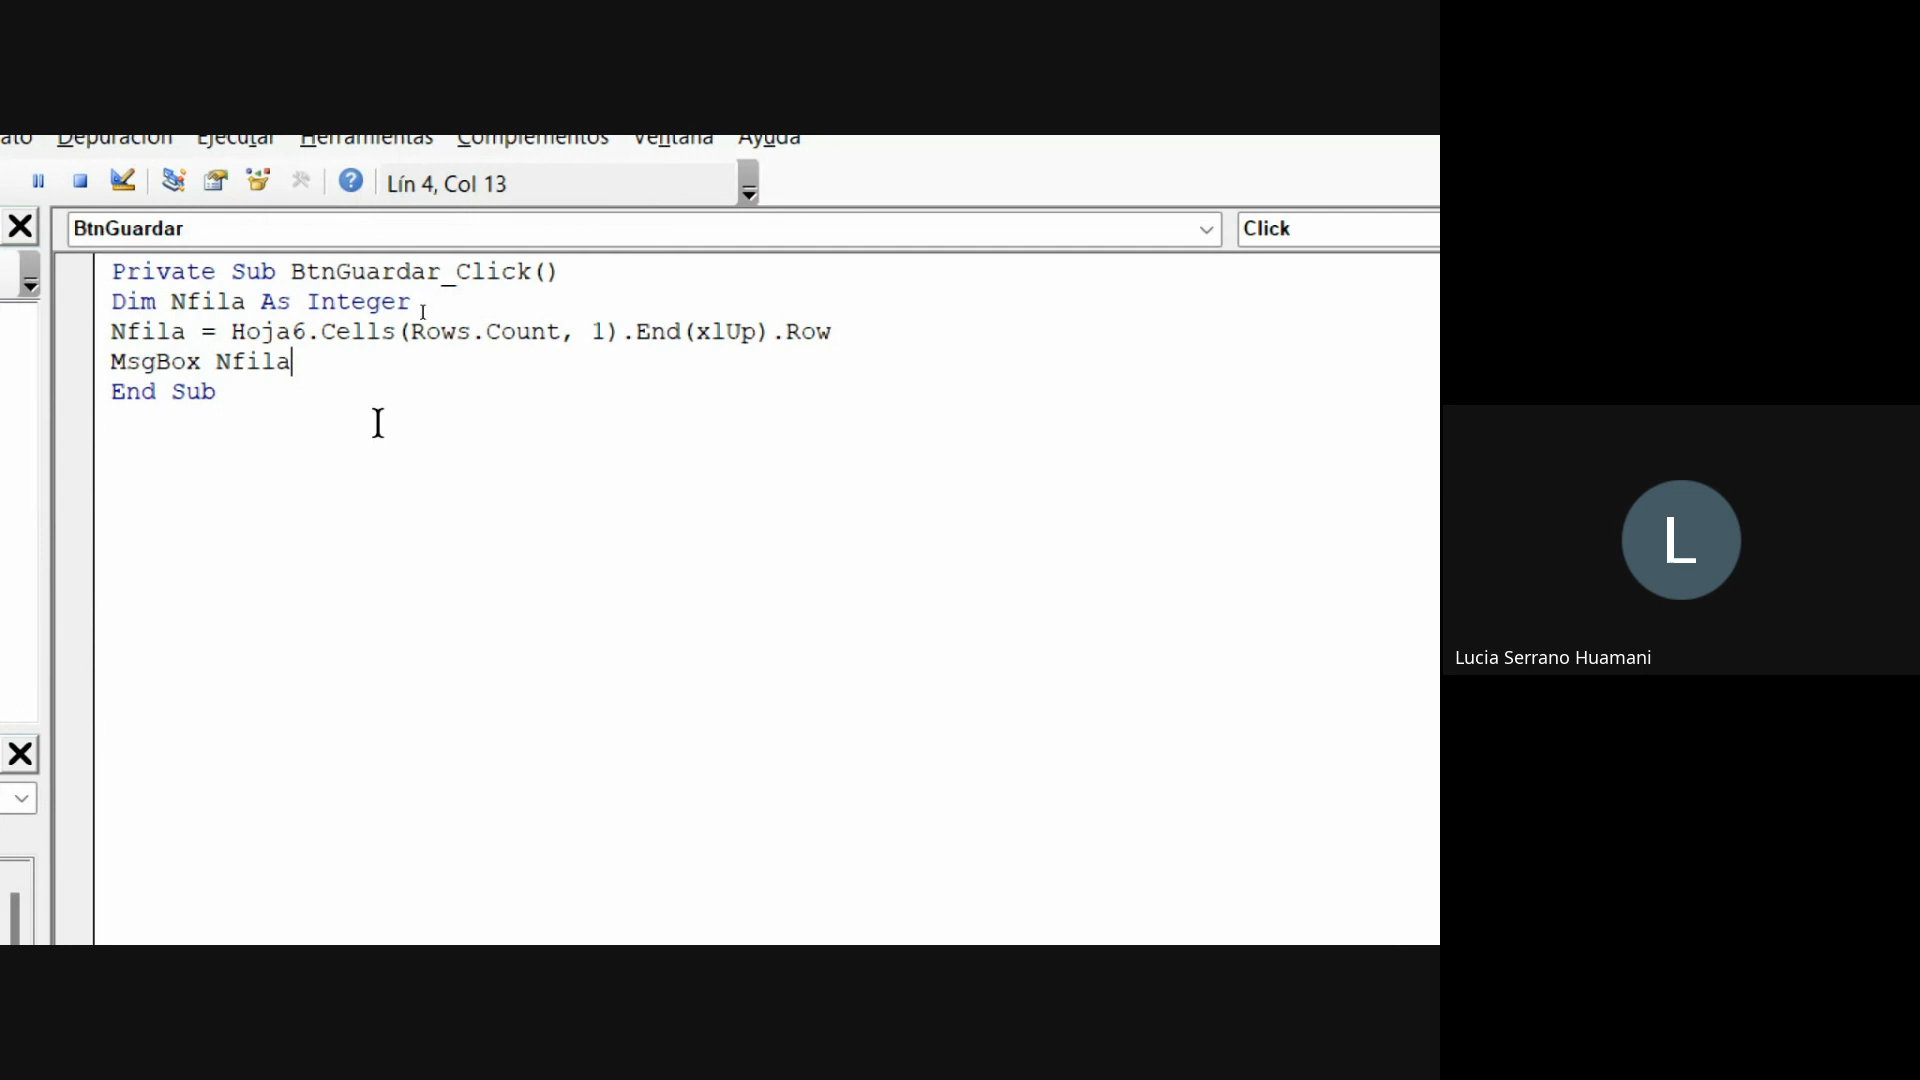 ato Depuración Ejecutar Herramientas Complementos Ventana Ayuda
Lín 4, Col 13
BtnGuardar
Click
Private Sub BtnGuardar_Click()
Dim Nfila As Integer
Nfila = Hoja6.Cells(Rows.Count, 1).End(xlUp).Row
MsgBox Nfila
End Sub
L
Lucia Serrano Huamani